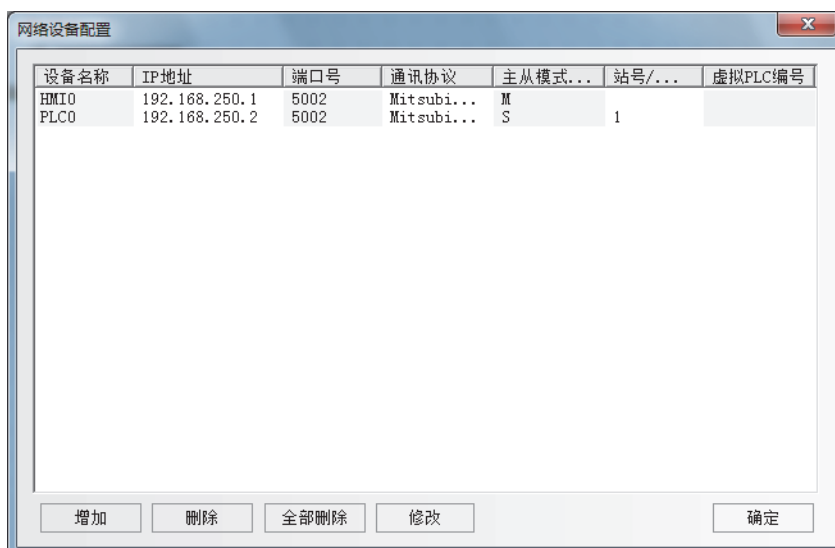 网络设备配置
设备名称 IP地址 端口号 通讯协议 主从模式... 站号/... 虚拟PLC编号
HMI0 192.168.250.1 5002 Mitsubi... M
PLC0 192.168.250.2 5002 Mitsubi... S 1
增加 删除 全部删除 修改 确定